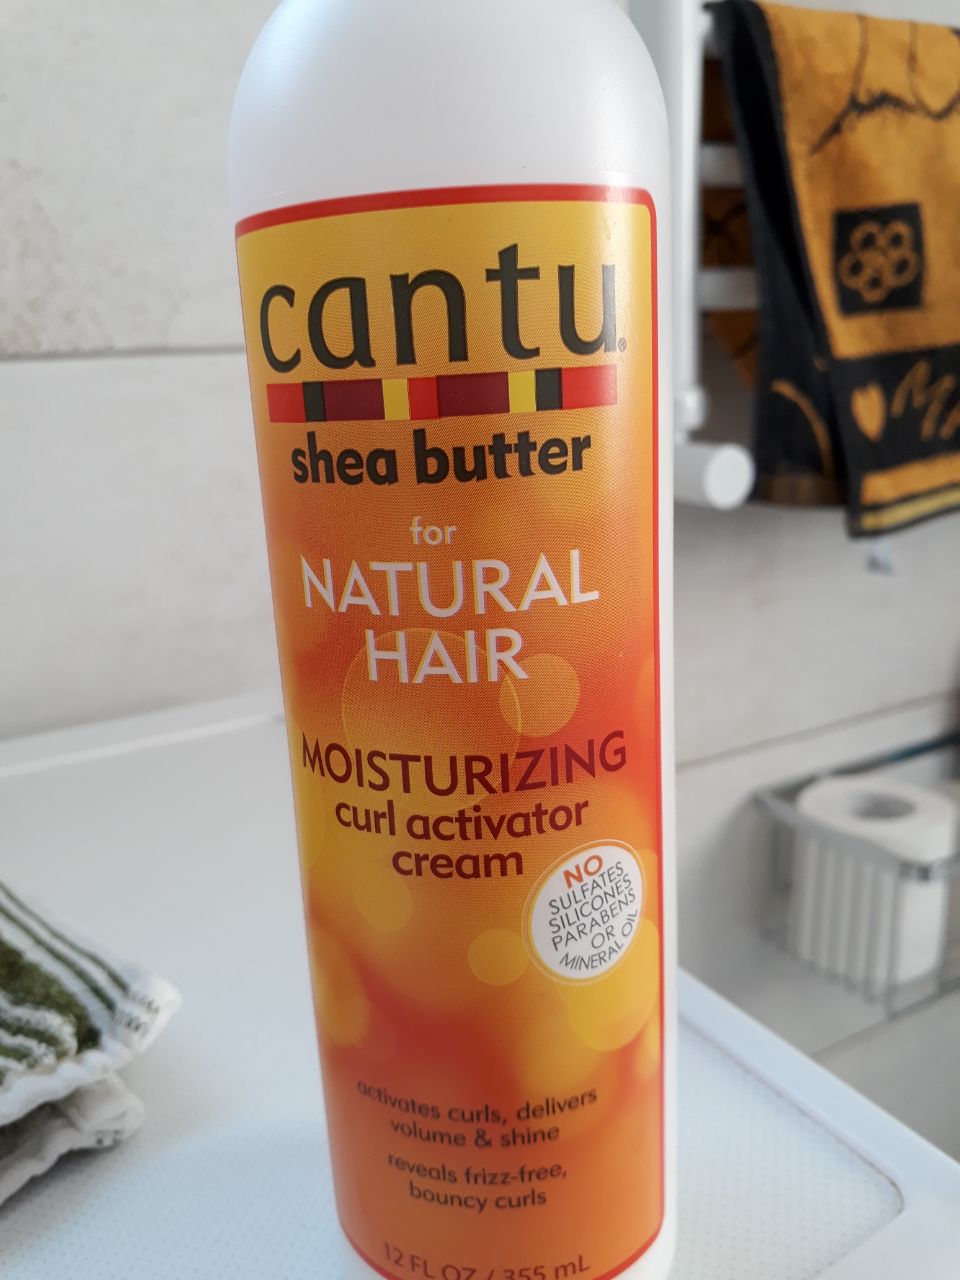 cantu®
shea butter
for
NATURAL
HAIR
MOISTURIZING
curl activator
cream
NO
SULFATES
SILICONES
PARABENS
OR
MINERAL OIL
activates curls, delivers
volume & shine
reveals frizz-free,
bouncy curls
12 FL OZ / 355 mL